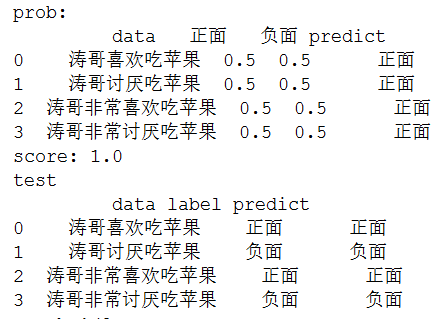 prob:
data 正面 负面 predict
0 涛哥喜欢吃苹果 0.5 0.5 正面
1 涛哥讨厌吃苹果 0.5 0.5 正面
2 涛哥非常喜欢吃苹果 0.5 0.5 正面
3 涛哥非常讨厌吃苹果 0.5 0.5 正面
score: 1.0
test
data label predict
0 涛哥喜欢吃苹果 正面 正面
1 涛哥讨厌吃苹果 负面 负面
2 涛哥非常喜欢吃苹果 正面 正面
3 涛哥非常讨厌吃苹果 负面 负面